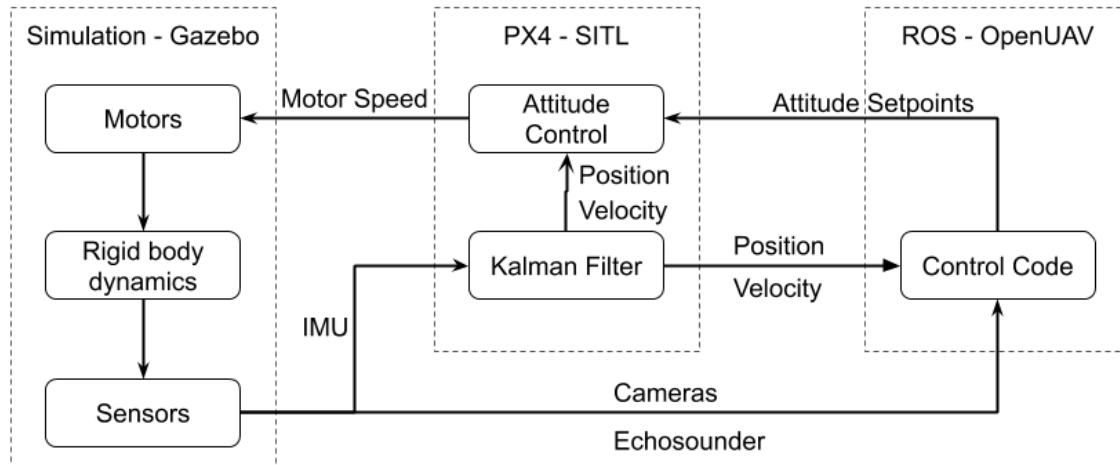 Simulation - Gazebo
PX4 - SITL
ROS - OpenUAV
Motors
Motor Speed
Attitude
Control
Attitude Setpoints
Position
Velocity
Rigid body
dynamics
Kalman Filter
Position
Velocity
Control Code
IMU
Sensors
Cameras
Echosounder